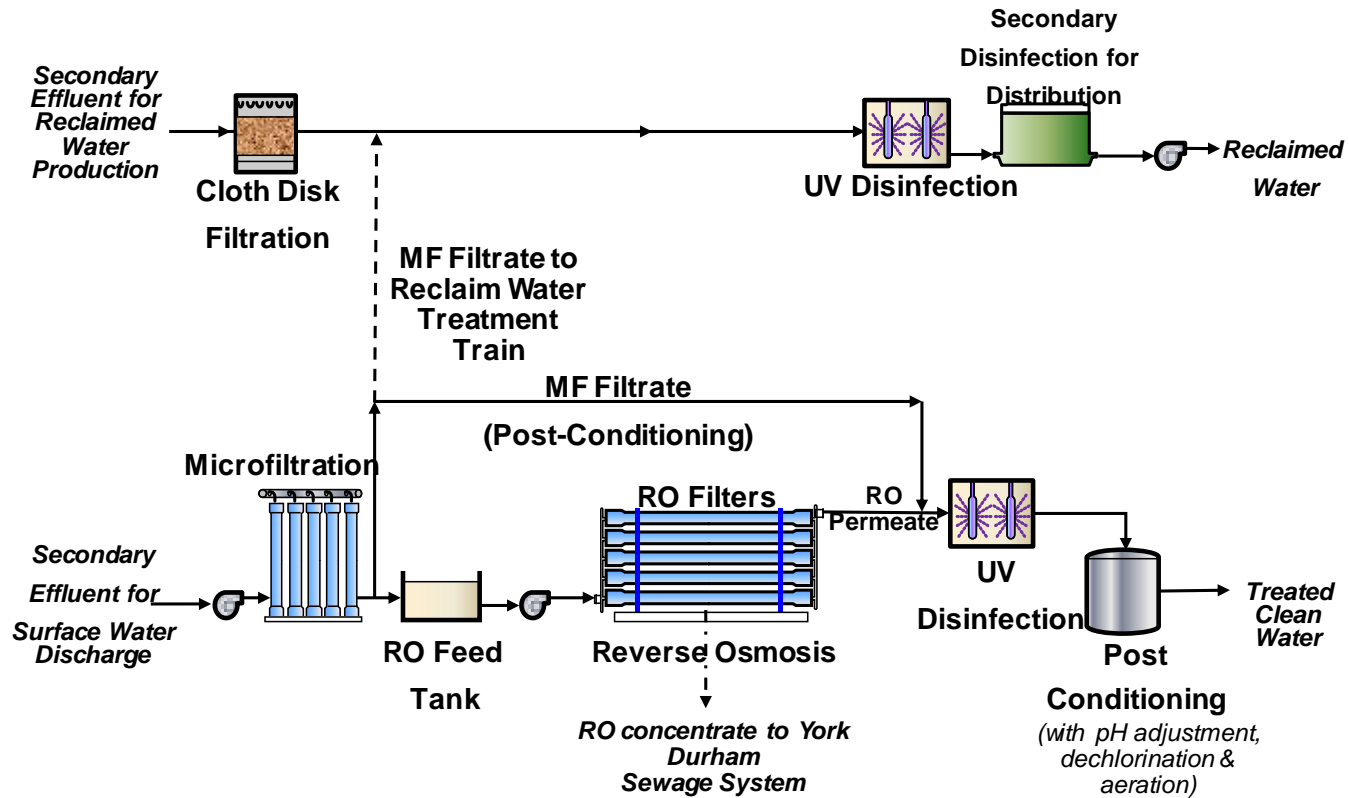 Secondary
Disinfection for
Distribution
Secondary
Effluent for
Reclaimed
Water
Production
Cloth Disk
Filtration
UV Disinfection
Reclaimed
Water
MF Filtrate to
Reclaim Water
Treatment
Train
MF Filtrate
(Post-Conditioning)
Microfiltration
RO Filters
RO
Permeate
Secondary
Effluent for
Surface Water
Discharge
RO Feed
Tank
Reverse Osmosis
UV
Disinfection
Treated
Clean
Water
Post
Conditioning
(with pH adjustment,
dechlorination &
aeration)
RO concentrate to York
Durham
Sewage System